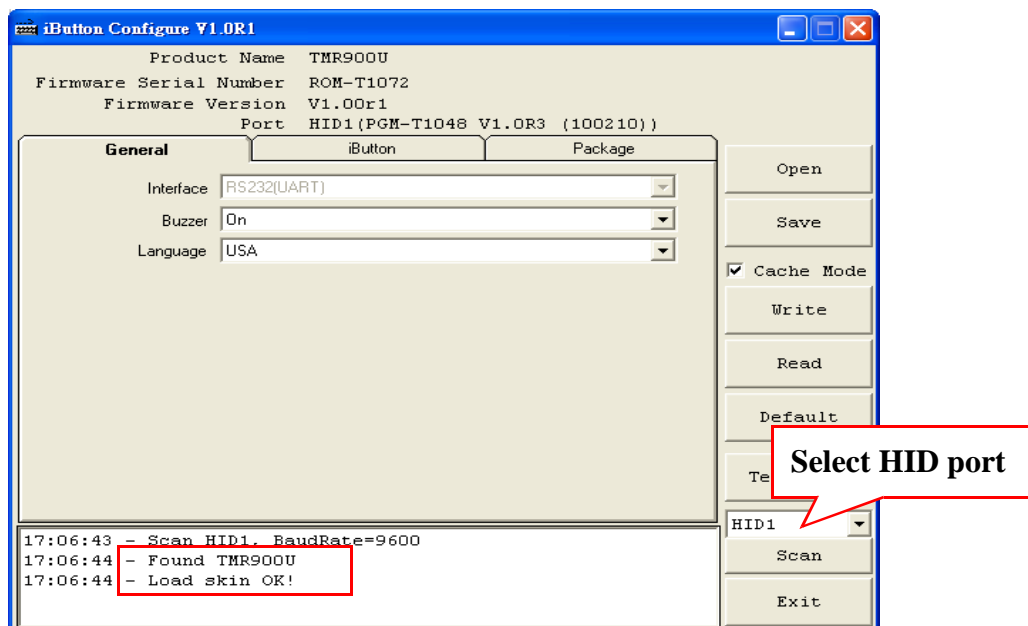 iButton Configure V1.0R1
Product Name TMR900U
Firmware Serial Number ROM-T1072
Firmware Version V1.00r1
Port HID1(PGM-T1048 V1.0R3 (100210))
General iButton Package
Interface RS232(UART)
Buzzer On
Language USA
Open
Save
Cache Mode
Write
Read
Default
Select HID port
HID1
Scan
Exit
17:06:43 - Scan HID1, BaudRate=9600
17:06:44 - Found TMR900U
17:06:44 - Load skin OK!